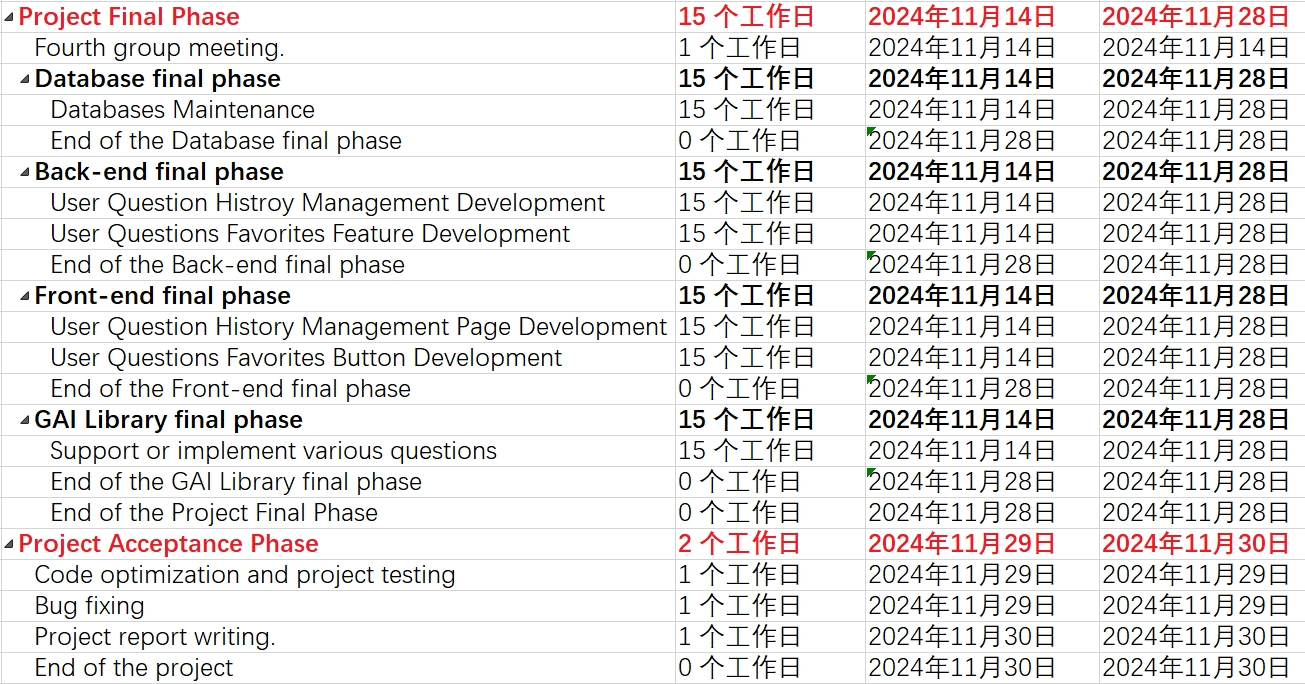 Project Final Phase 15 个工作日 2024年11月14日 2024年11月28日
Fourth group meeting. 1 个工作日 2024年11月14日 2024年11月14日
Database final phase 15 个工作日 2024年11月14日 2024年11月28日
Databases Maintenance 15 个工作日 2024年11月14日 2024年11月28日
End of the Database final phase 0 个工作日 2024年11月28日 2024年11月28日
Back-end final phase 15 个工作日 2024年11月14日 2024年11月28日
User Question Histroy Management Development 15 个工作日 2024年11月14日 2024年11月28日
User Questions Favorites Feature Development 15 个工作日 2024年11月14日 2024年11月28日
End of the Back-end final phase 0 个工作日 2024年11月28日 2024年11月28日
Front-end final phase 15 个工作日 2024年11月14日 2024年11月28日
User Question History Management Page Development 15 个工作日 2024年11月14日 2024年11月28日
User Questions Favorites Button Development 15 个工作日 2024年11月14日 2024年11月28日
End of the Front-end final phase 0 个工作日 2024年11月28日 2024年11月28日
GAI Library final phase 15 个工作日 2024年11月14日 2024年11月28日
Support or implement various questions 15 个工作日 2024年11月14日 2024年11月28日
End of the GAI Library final phase 0 个工作日 2024年11月28日 2024年11月28日
End of the Project Final Phase 0 个工作日 2024年11月28日 2024年11月28日
Project Acceptance Phase 2 个工作日 2024年11月29日 2024年11月30日
Code optimization and project testing 1 个工作日 2024年11月29日 2024年11月29日
Bug fixing 1 个工作日 2024年11月29日 2024年11月29日
Project report writing. 1 个工作日 2024年11月30日 2024年11月30日
End of the project 0 个工作日 2024年11月30日 2024年11月30日